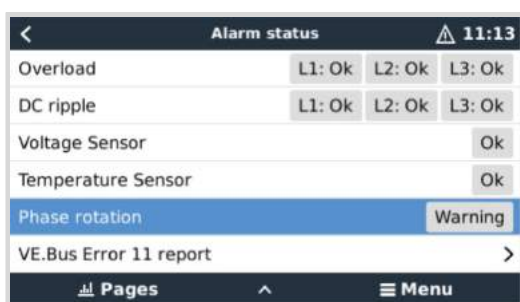 Alarm status 11:13
Overload L1: Ok L2: Ok L3: Ok
DC ripple L1: Ok L2: Ok L3: Ok
Voltage Sensor Ok
Temperature Sensor Ok
Phase rotation Warning
VE.Bus Error 11 report
Pages Menu